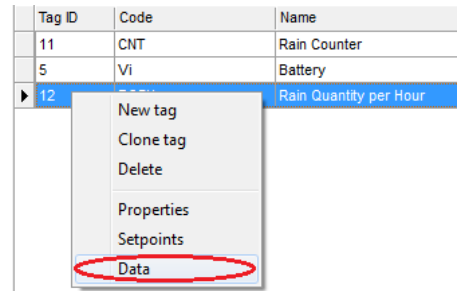 Tag ID Code Name
11 CNT Rain Counter
5 Vi Battery
12 Rain Quantity per Hour
New tag
Clone tag
Delete
Properties
Setpoints
Data